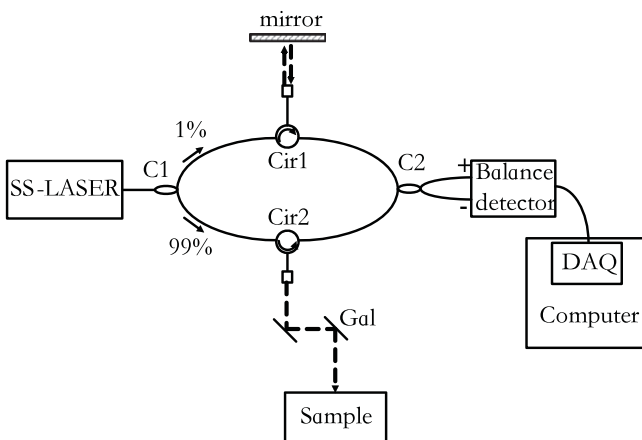 mirror
1%
Cir1
C1
C2
SS-LASER
+
Balance
detector
-
99%
Cir2
DAQ
Computer
Gal
Sample